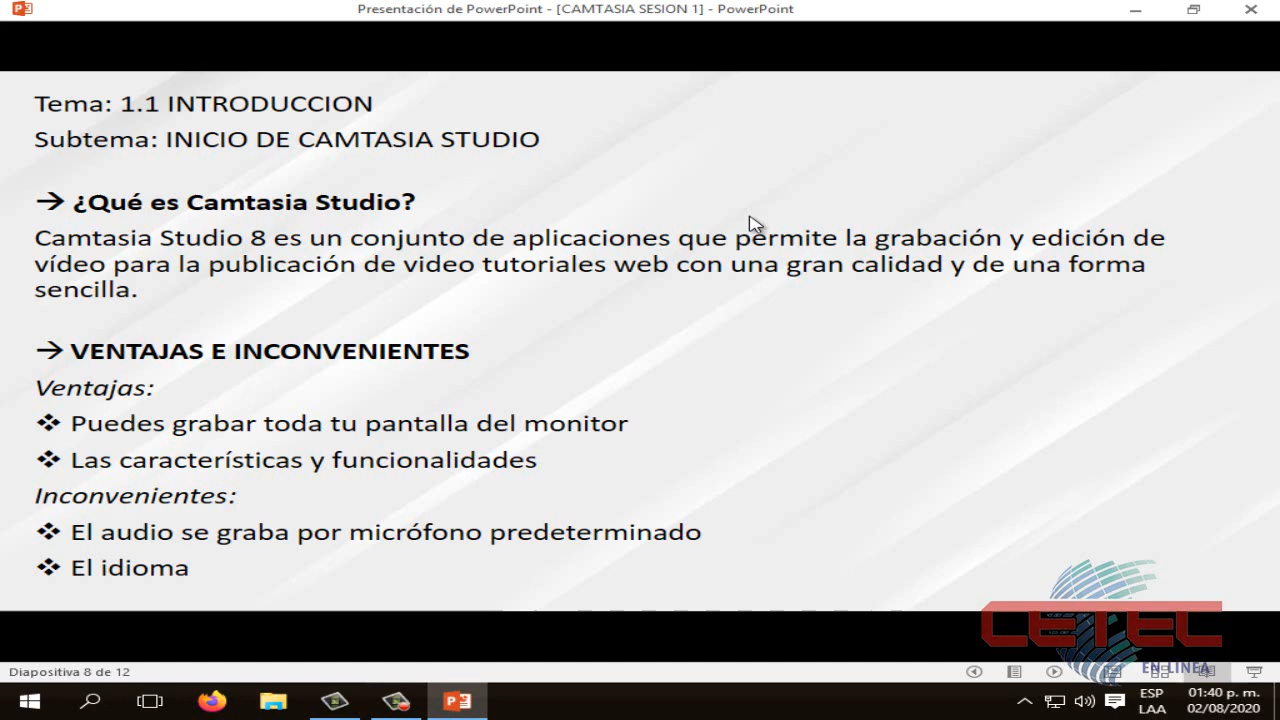 Presentación de PowerPoint - [CAMTASIA SESION 1] - PowerPoint
Tema: 1.1 INTRODUCCION
Subtema: INICIO DE CAMTASIA STUDIO
→ ¿Qué es Camtasia Studio?
Camtasia Studio 8 es un conjunto de aplicaciones que permite la grabación y edición de
vídeo para la publicación de video tutoriales web con una gran calidad y de una forma
sencilla.
→ VENTAJAS E INCONVENIENTES
Ventajas:
❖ Puedes grabar toda tu pantalla del monitor
❖ Las características y funcionalidades
Inconvenientes:
❖ El audio se graba por micrófono predeterminado
❖ El idioma
CETEC
EN LINEA
Diapositiva 8 de 12
ESP
LAA
01:40 p. m.
02/08/2020